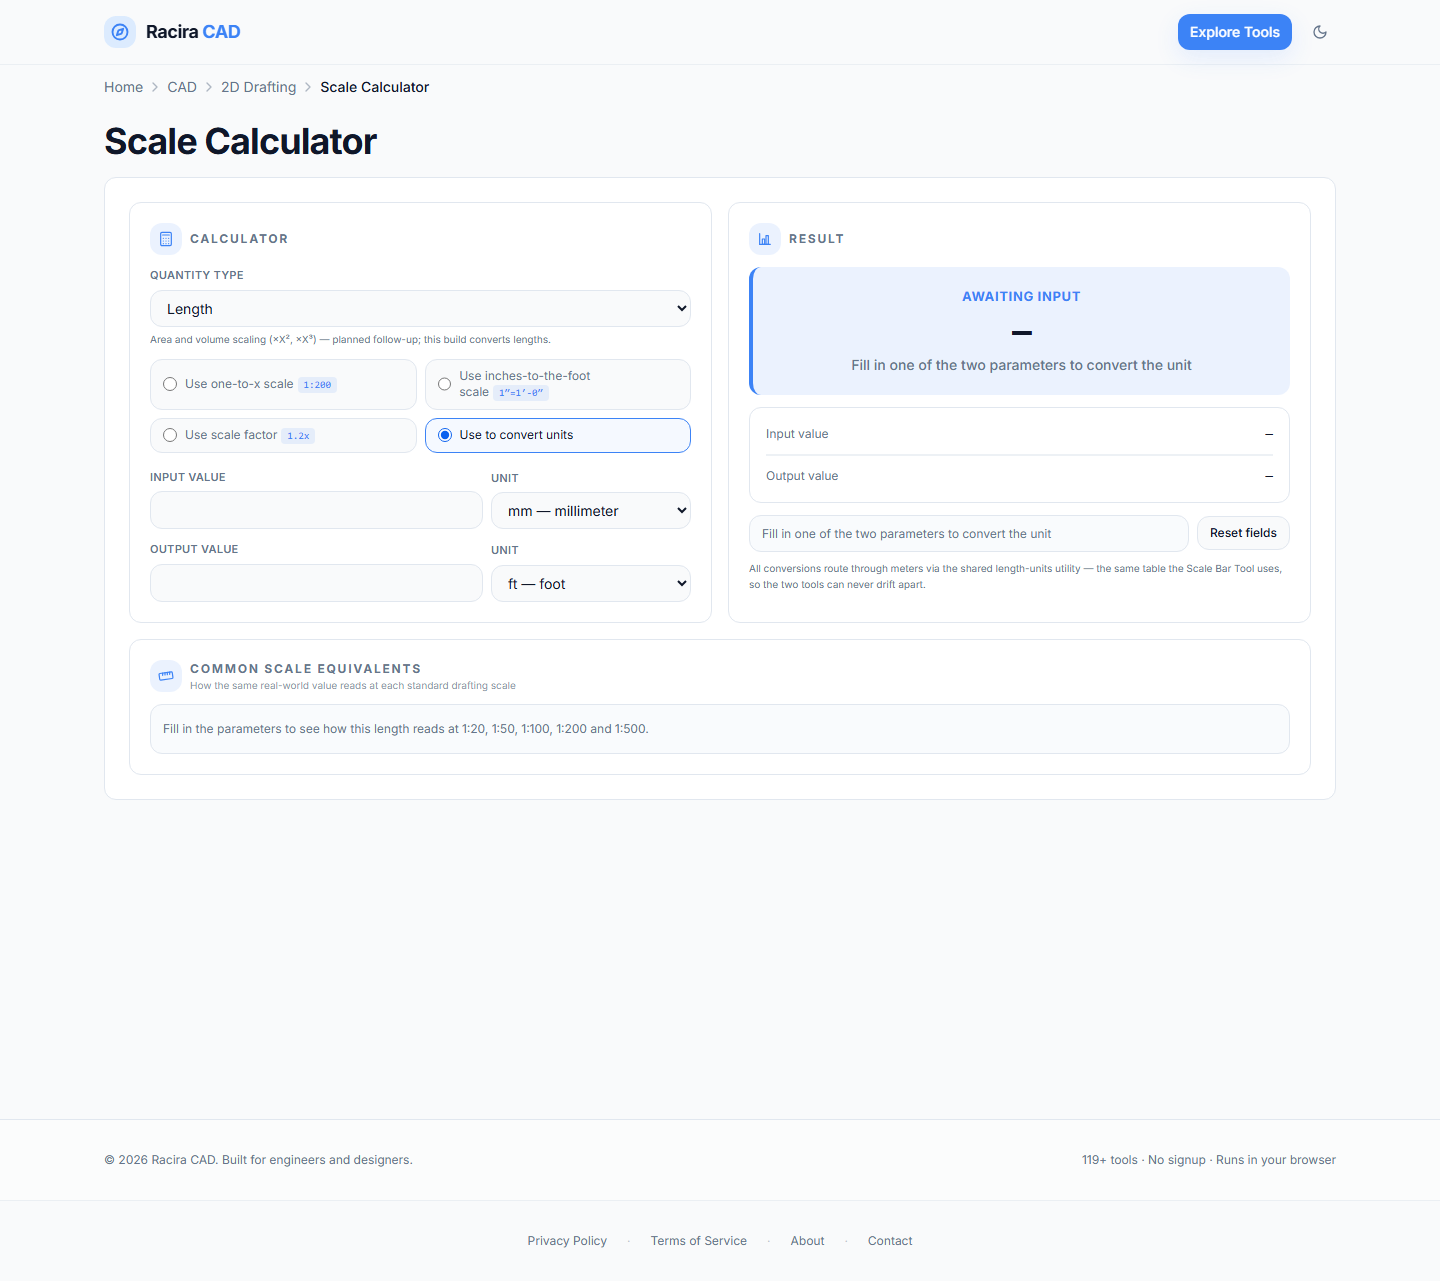 Racira CAD
Explore Tools
Home > CAD > 2D Drafting > Scale Calculator
Scale Calculator
CALCULATOR
QUANTITY TYPE
Length
Area and volume scaling (×X², ×X³) — planned follow-up; this build converts lengths.
Use one-to-x scale 1:200
Use inches-to-the-foot
scale 1″=1′-0″
Use scale factor 1.2x
Use to convert units
INPUT VALUE
UNIT
mm — millimeter
OUTPUT VALUE
UNIT
ft — foot
RESULT
AWAITING INPUT
—
Fill in one of the two parameters to convert the unit
Input value –
Output value –
Fill in one of the two parameters to convert the unit
Reset fields
All conversions route through meters via the shared length-units utility — the same table the Scale Bar Tool uses,
so the two tools can never drift apart.
COMMON SCALE EQUIVALENTS
How the same real-world value reads at each standard drafting scale
Fill in the parameters to see how this length reads at 1:20, 1:50, 1:100, 1:200 and 1:500.
© 2026 Racira CAD. Built for engineers and designers.
119+ tools · No signup · Runs in your browser
Privacy Policy · Terms of Service · About · Contact